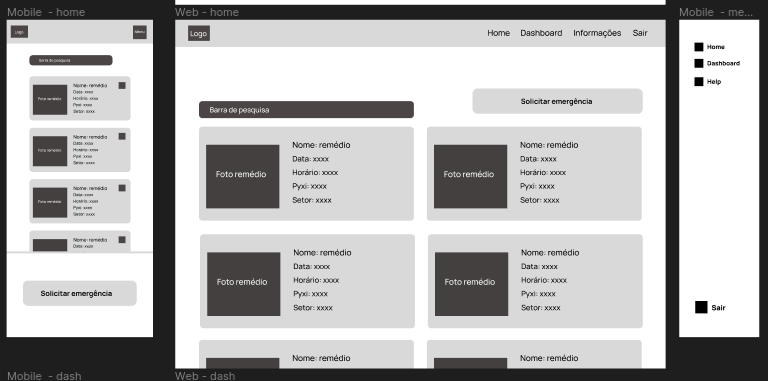 Mobile - home
Logo
Menu
Barra de pesquisa
Foto remédio
Nome: remédio
Data: xxxx
Horário: xxxx
Pyxi: xxxx
Setor: xxxx
Foto remédio
Nome: remédio
Data: xxxx
Horário: xxxx
Pyxi: xxxx
Setor: xxxx
Foto remédio
Nome: remédio
Data: xxxx
Horário: xxxx
Pyxi: xxxx
Setor: xxxx
Nome: remédio
Data: xxxx
Solicitar emergência
Mobile - dash
Web - home
Logo
Home Dashboard Informações Sair
Barra de pesquisa
Solicitar emergência
Foto remédio
Nome: remédio
Data: xxxx
Horário: xxxx
Pyxi: xxxx
Setor: xxxx
Foto remédio
Nome: remédio
Data: xxxx
Horário: xxxx
Pyxi: xxxx
Setor: xxxx
Foto remédio
Nome: remédio
Data: xxxx
Horário: xxxx
Pyxi: xxxx
Setor: xxxx
Foto remédio
Nome: remédio
Data: xxxx
Horário: xxxx
Pyxi: xxxx
Setor: xxxx
Nome: remédio
Nome: remédio
Web - dash
Mobile - me...
Home
Dashboard
Help
Sair